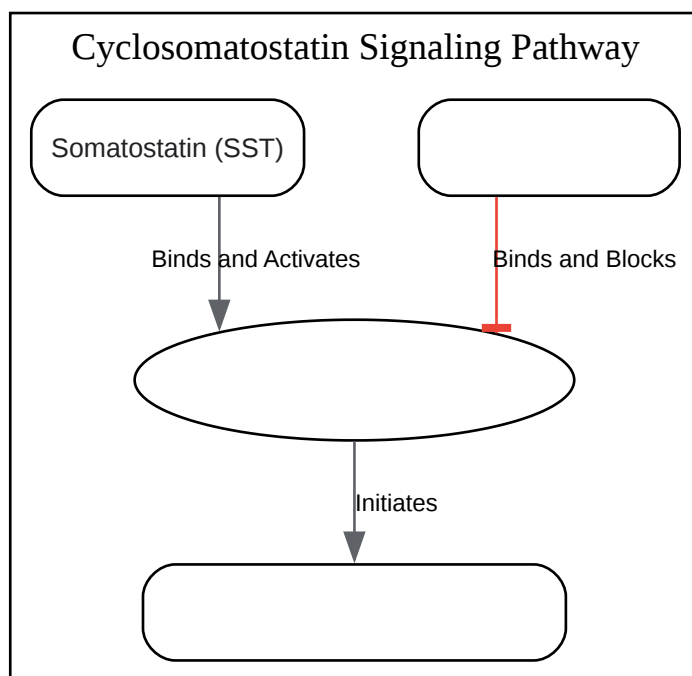 Cyclosomatostatin Signaling Pathway
Somatostatin (SST)
Binds and Activates
Binds and Blocks
Initiates